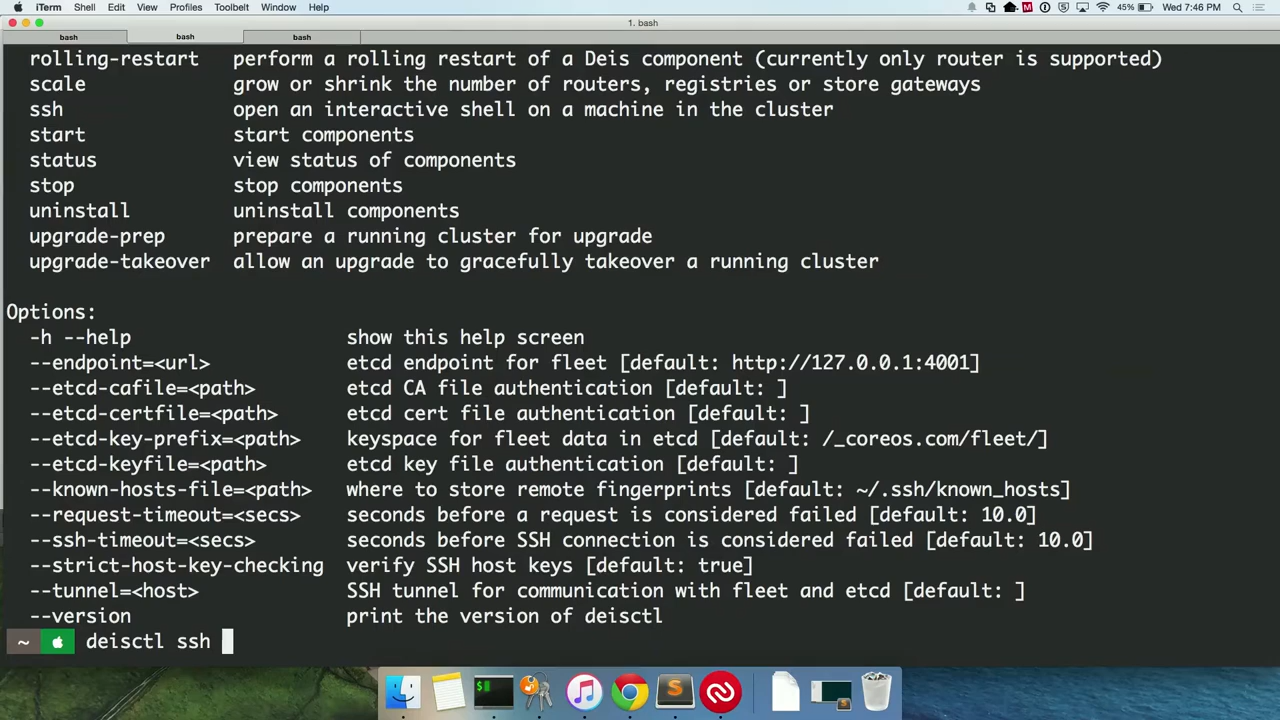 iTerm Shell Edit View Profiles Toolbelt Window Help 45% Wed 7:46 PM
1. bash
bash bash bash
rolling-restart perform a rolling restart of a Deis component (currently only router is supported)
scale grow or shrink the number of routers, registries or store gateways
ssh open an interactive shell on a machine in the cluster
start start components
status view status of components
stop stop components
uninstall uninstall components
upgrade-prep prepare a running cluster for upgrade
upgrade-takeover allow an upgrade to gracefully takeover a running cluster
Options:
-h --help show this help screen
--endpoint=<url> etcd endpoint for fleet [default: http://127.0.0.1:4001]
--etcd-cafile=<path> etcd CA file authentication [default: ]
--etcd-certfile=<path> etcd cert file authentication [default: ]
--etcd-key-prefix=<path> keyspace for fleet data in etcd [default: /_coreos.com/fleet/]
--etcd-keyfile=<path> etcd key file authentication [default: ]
--known-hosts-file=<path> where to store remote fingerprints [default: ~/.ssh/known_hosts]
--request-timeout=<secs> seconds before a request is considered failed [default: 10.0]
--ssh-timeout=<secs> seconds before SSH connection is considered failed [default: 10.0]
--strict-host-key-checking verify SSH host keys [default: true]
--tunnel=<host> SSH tunnel for communication with fleet and etcd [default: ]
--version print the version of deisctl
~ deisctl ssh